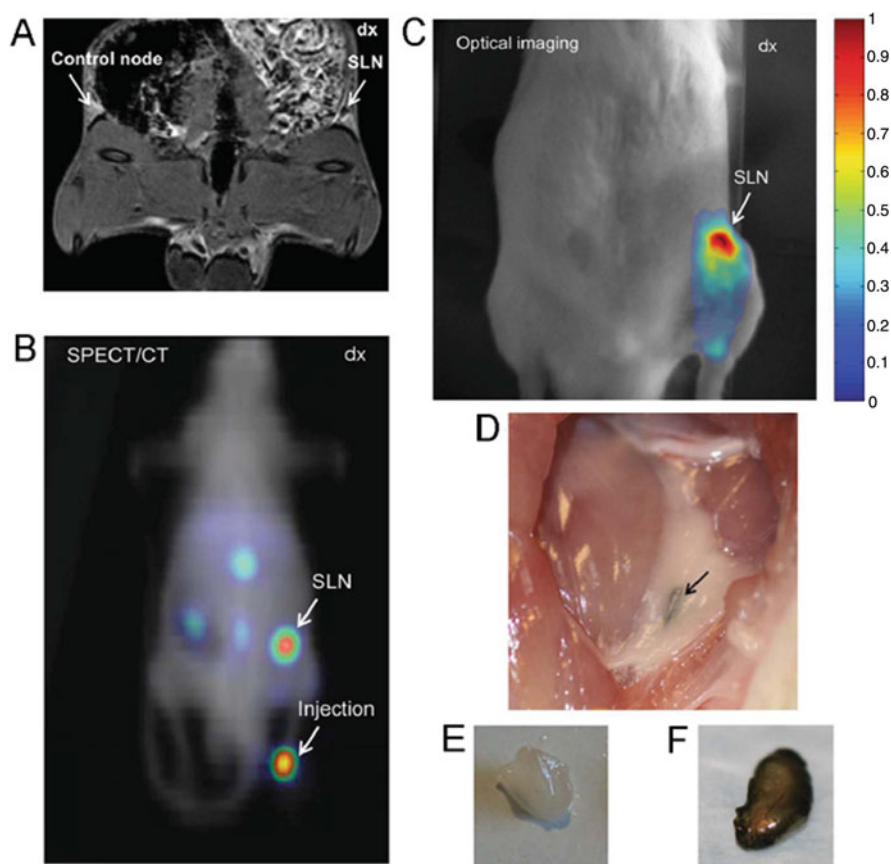 A
dx
Control node
SLN
B
SPECT/CT
dx
SLN
Injection
C
Optical imaging
dx
SLN
1
0.9
0.8
0.7
0.6
0.5
0.4
0.3
0.2
0.1
0
D
E
F